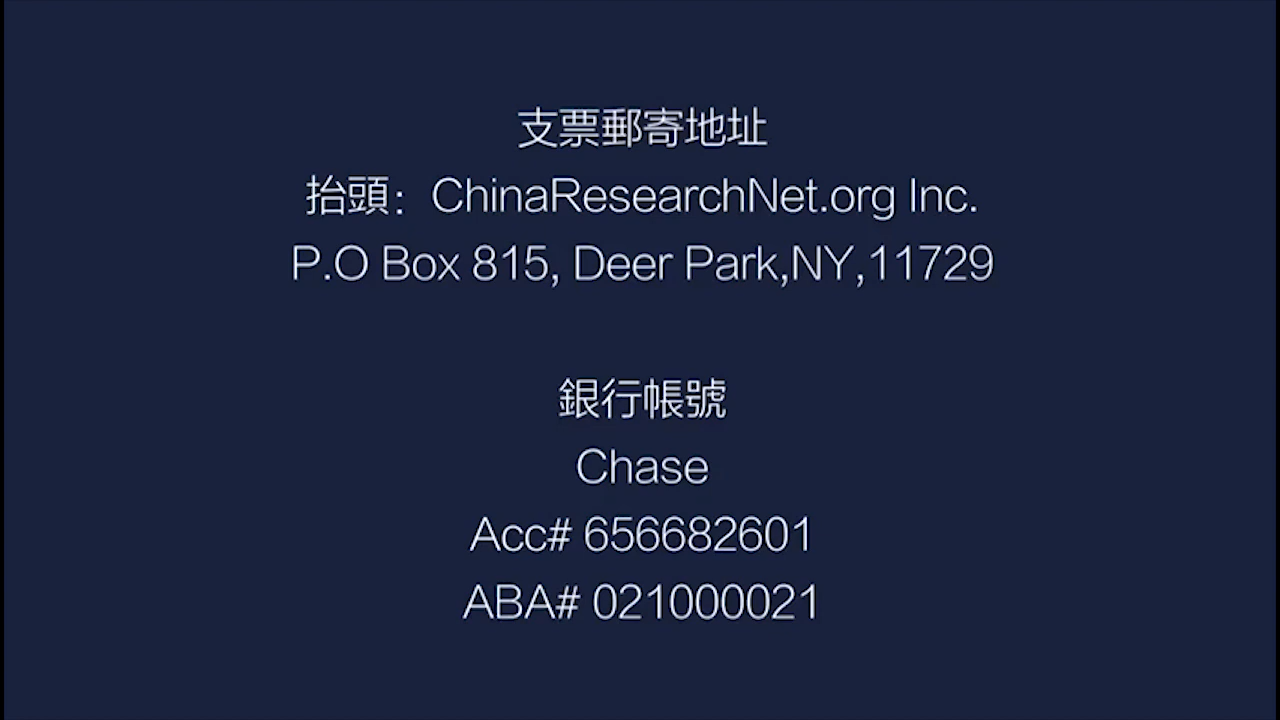 支票郵寄地址
抬頭：ChinaResearchNet.org Inc.
P.O Box 815, Deer Park,NY,11729
銀行帳號
Chase
Acc# 656682601
ABA# 021000021